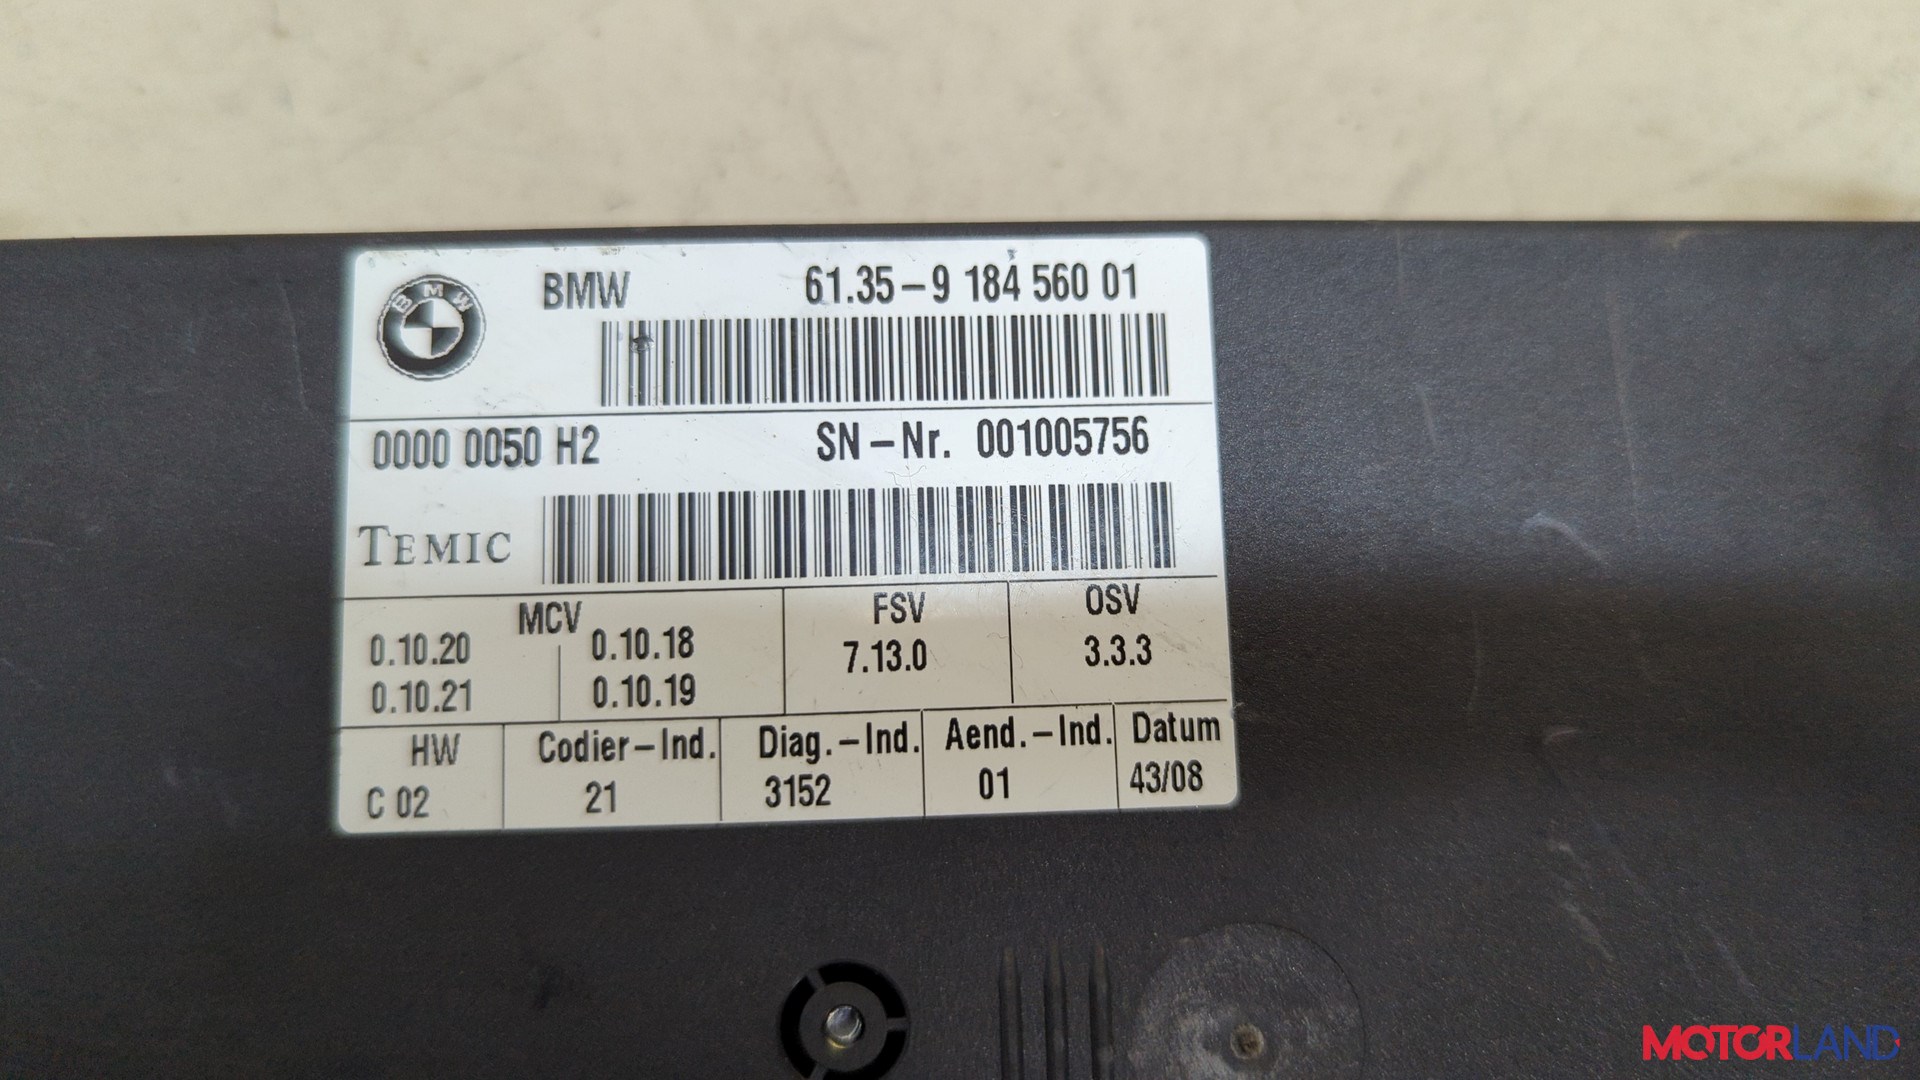 BMW
BMW 61.35-9 184 560 01
0000 0050 H2 SN-Nr. 001005756
TEMIC
MCV FSV OSV
0.10.20 0.10.18 7.13.0 3.3.3
0.10.21 0.10.19
HW Codier-Ind. Diag.-Ind. Aend.-Ind. Datum
C 02 21 3152 01 43/08
MOTORLAND